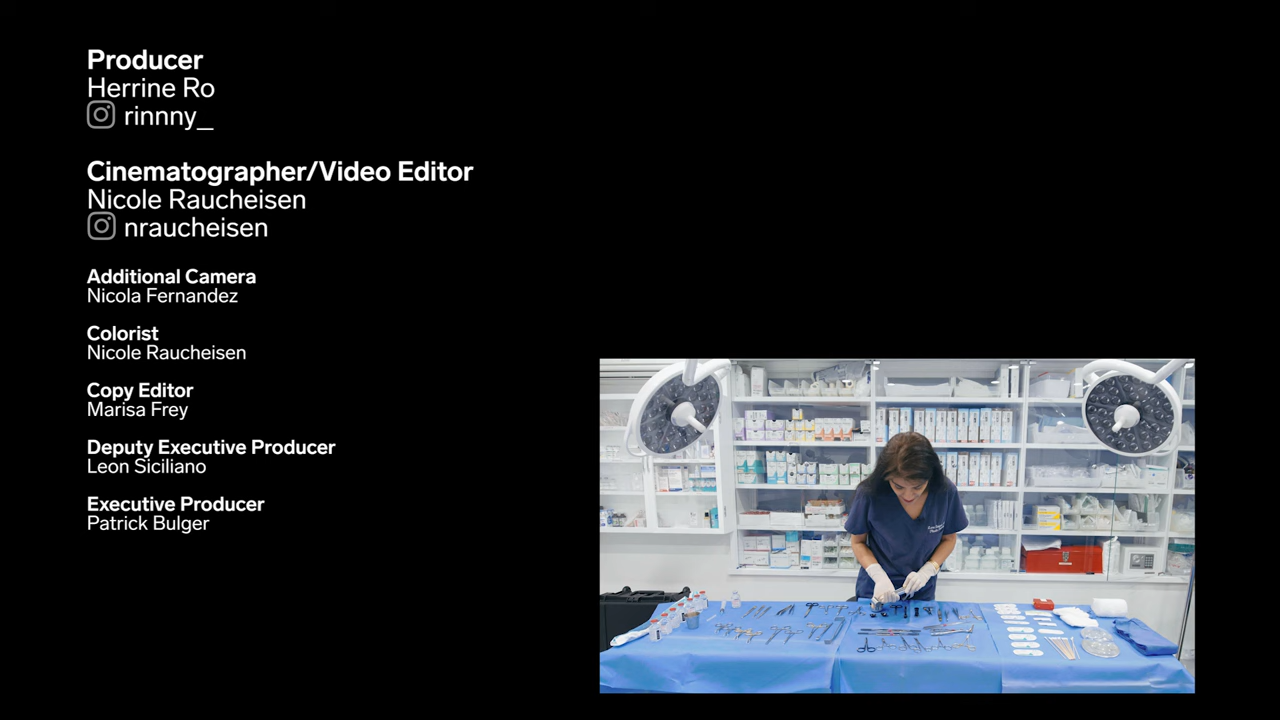 Producer
Herrine Ro
rinnny_
Cinematographer/Video Editor
Nicole Raucheisen
nraucheisen
Additional Camera
Nicola Fernandez
Colorist
Nicole Raucheisen
Copy Editor
Marisa Frey
Deputy Executive Producer
Leon Siciliano
Executive Producer
Patrick Bulger